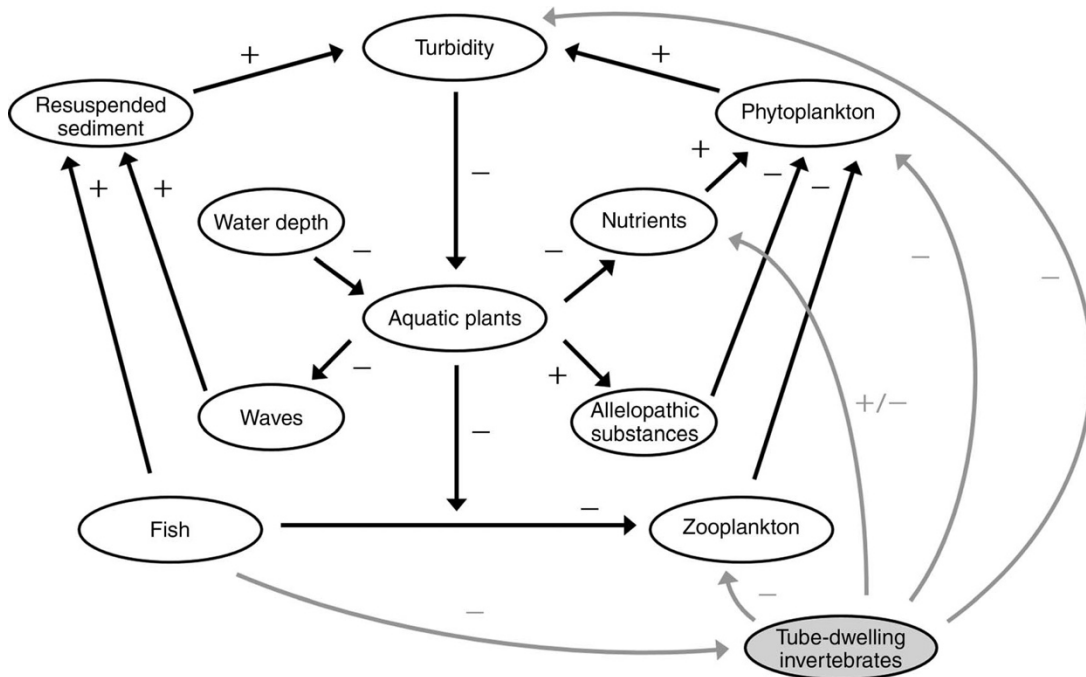 +
Turbidity
+
Resuspended
sediment
Phytoplankton
+
+
−
+
−
−
Water depth
Nutrients
−
−
−
−
Aquatic plants
−
+
+/−
Waves
Allelopathic
substances
−
Fish
−
Zooplankton
−
−
Tube-dwelling
invertebrates